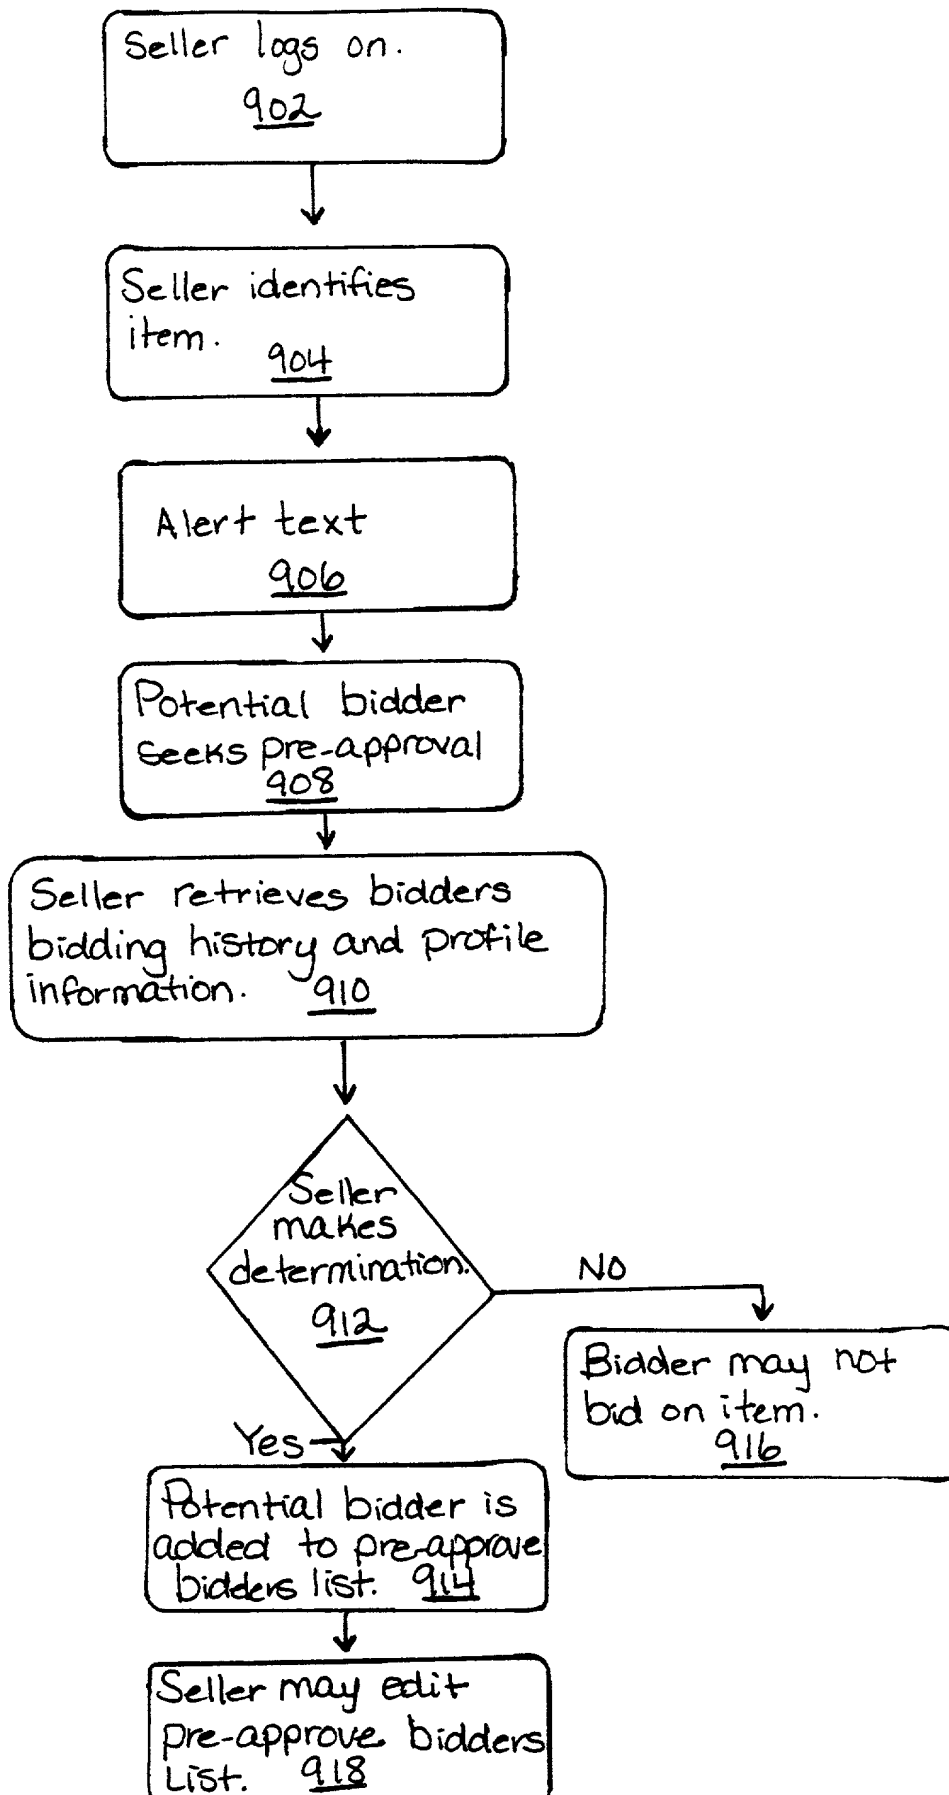 Seller logs on.
902
Seller identifies
item.
904
Alert text
906
Potential bidder
seeks pre-approval
908
Seller retrieves bidders
bidding history and profile
information. 910
Seller
makes
determination.
912
NO
Bidder may not
bid on item.
916
Yes
Potential bidder is
added to pre-approve
bidders list. 914
Seller may edit
pre-approve bidders
List. 918